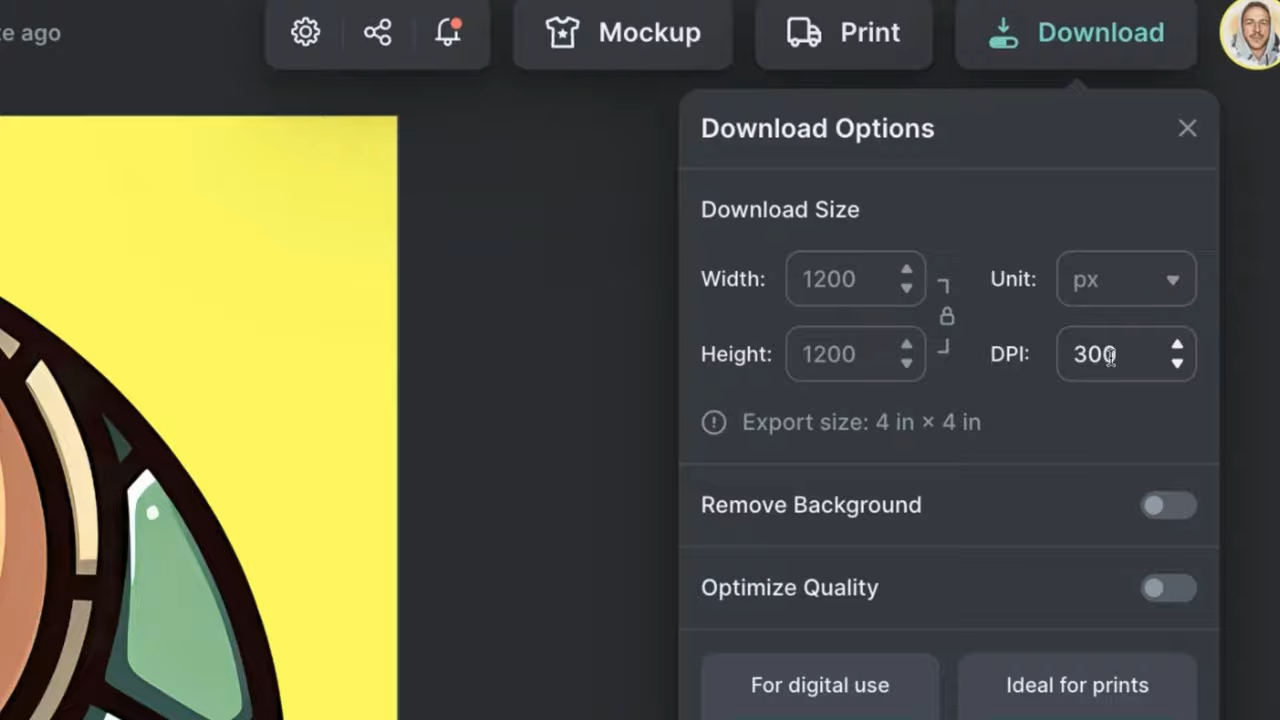 te ago
Mockup
Print
Download
Download Options
Download Size
Width: 1200
Unit: px
Height: 1200
DPI: 300
Export size: 4 in × 4 in
Remove Background
Optimize Quality
For digital use
Ideal for prints